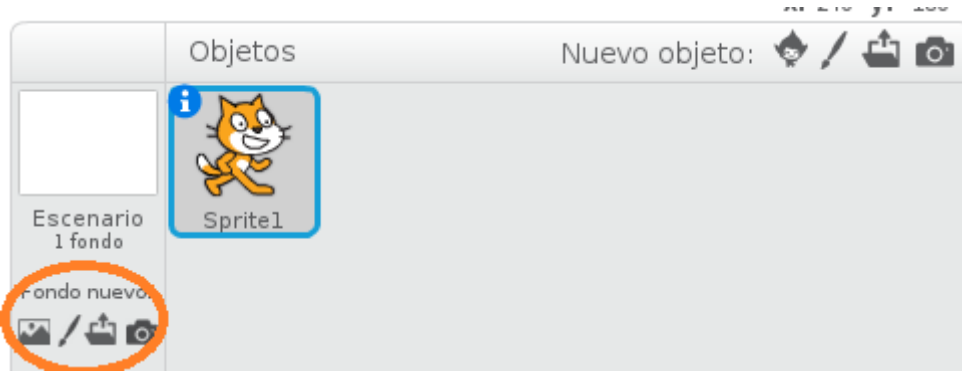 Objetos
Nuevo objeto:
Escenario
1 fondo
Sprite1
Fondo nuevo: